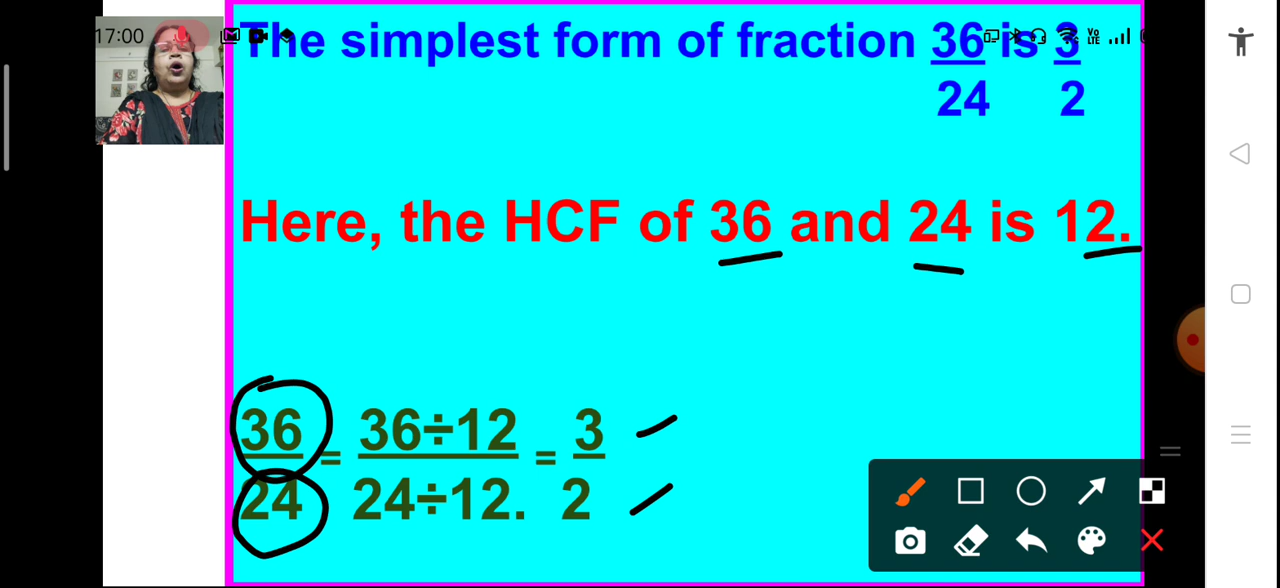 17:00
The simplest form of fraction 36 is 3
24 2
Here, the HCF of 36 and 24 is 12.
36 = 36÷12 = 3
24 24÷12. 2